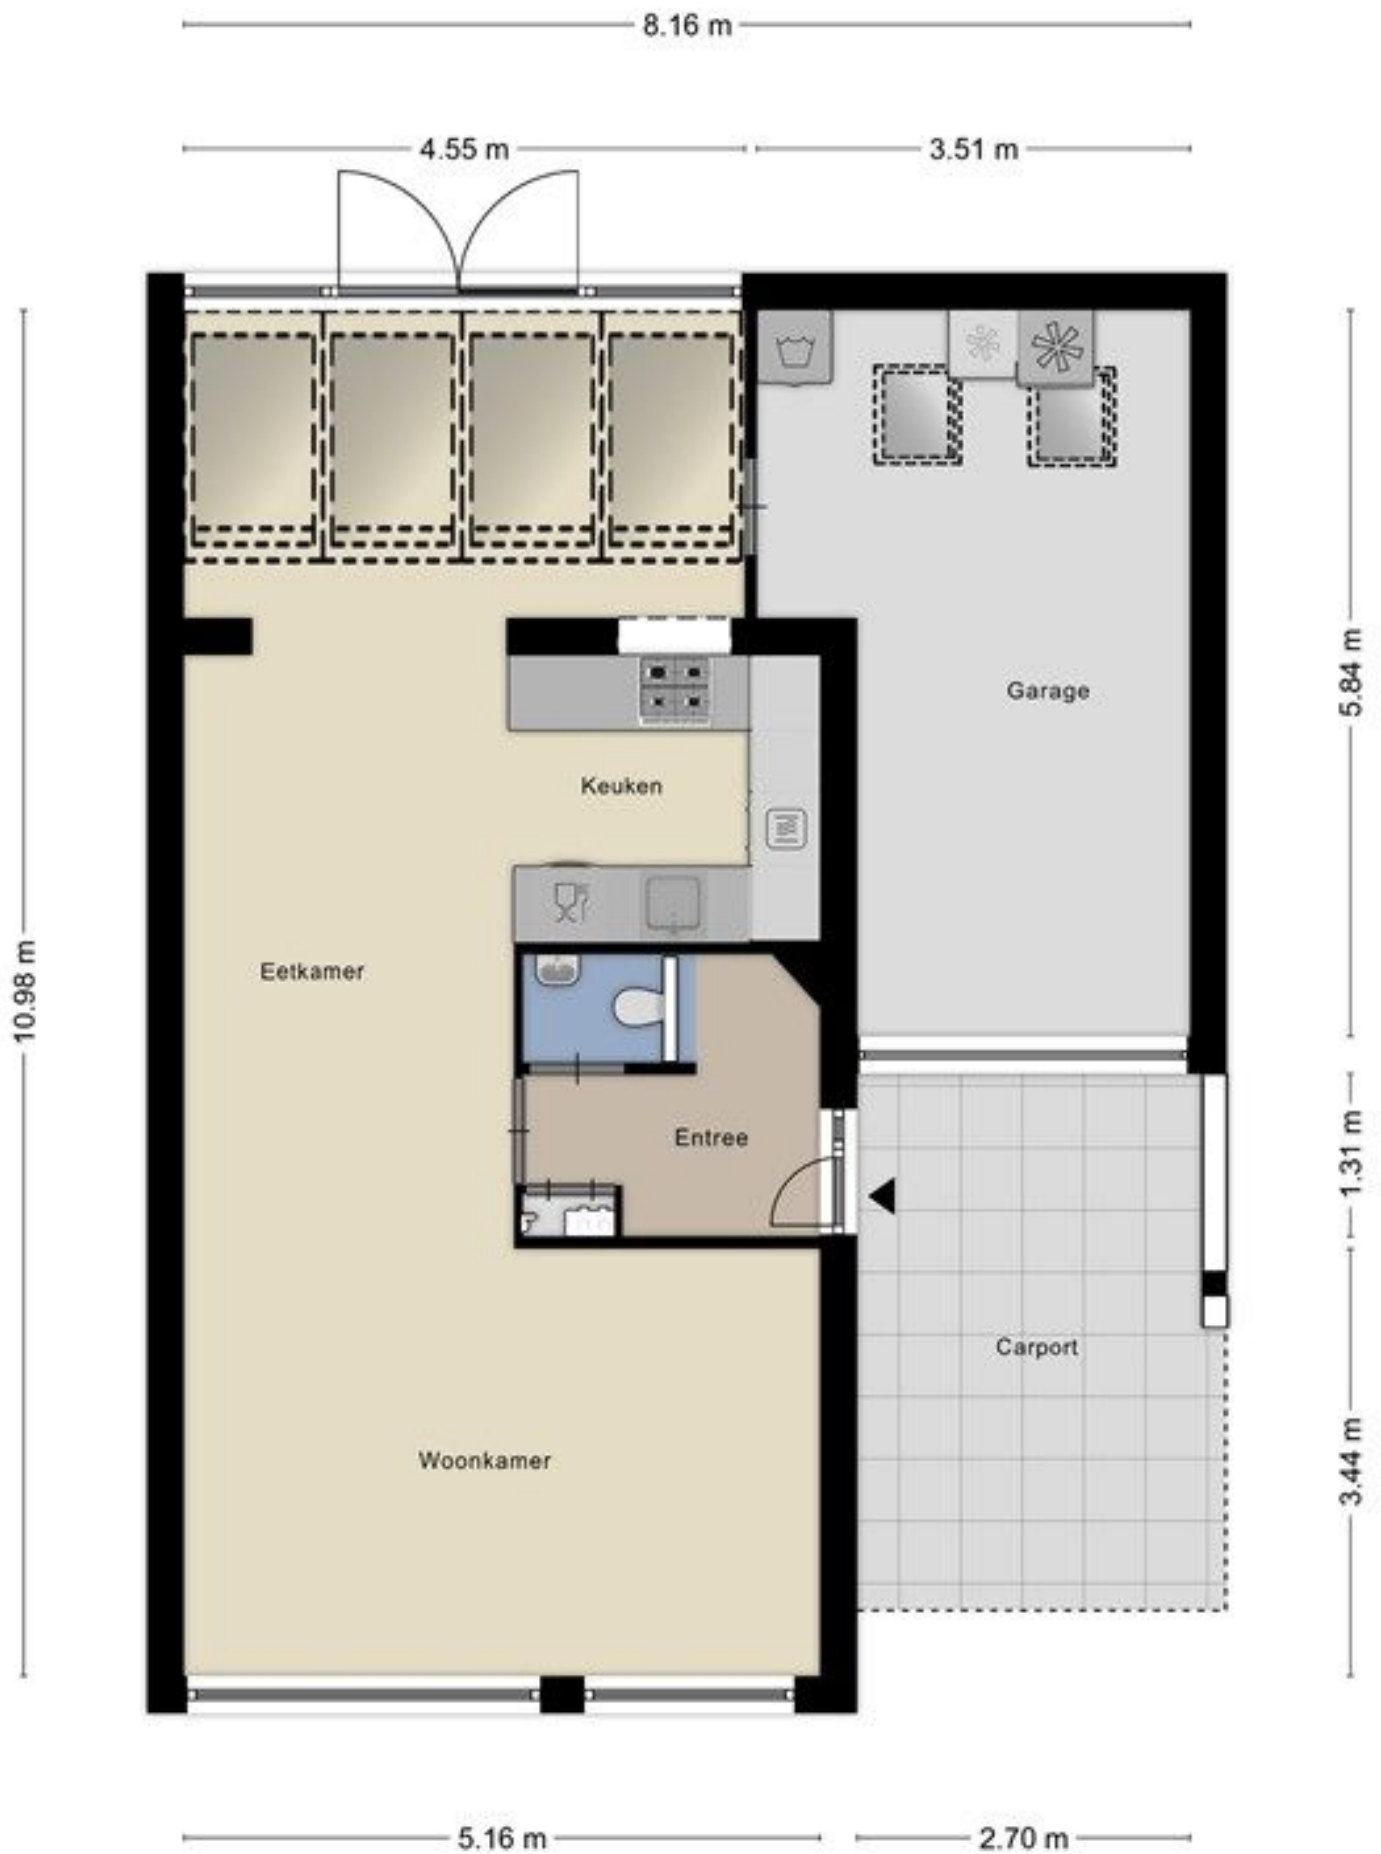 8.16 m
4.55 m
3.51 m
5.84 m
Garage
Keuken
Eetkamer
10.98 m
Entree
1.31 m
Carport
3.44 m
Woonkamer
5.16 m
2.70 m